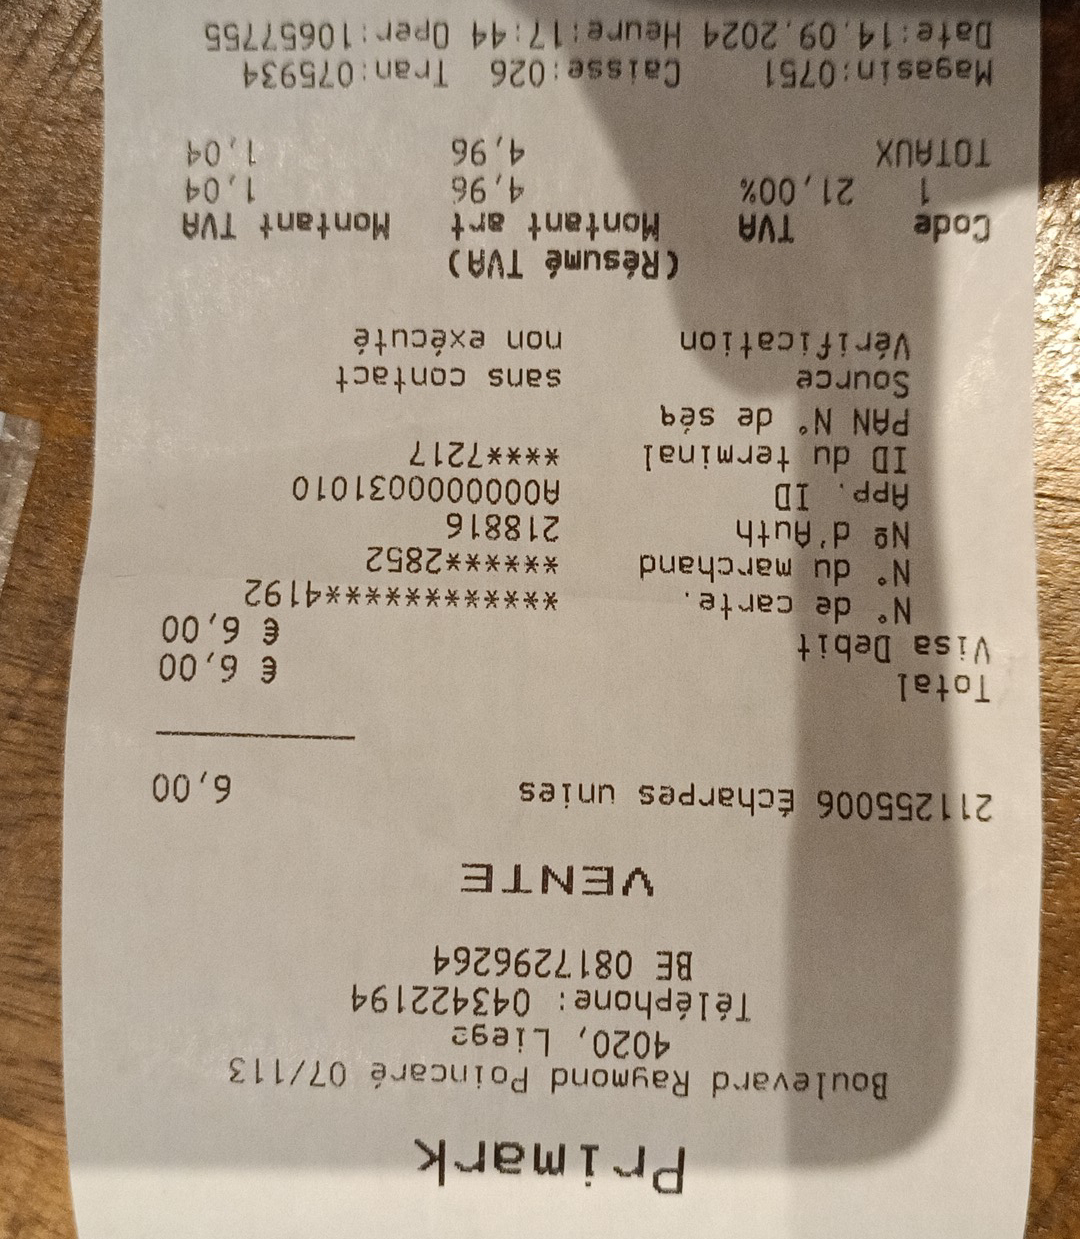 Primark
Boulevard Raymond Poincaré 07/113
4020, Liege
Téléphone: 043422194
BE 0817296264
VENTE
211255006 Écharpes unies 6,00
Total € 6,00
Visa Debit € 6,00
N° de carte. **************4192
N° du marchand ******2852
Nº d'Auth 218816
App. ID A0000000031010
ID du terminal ****7217
PAN N° de séq
Source sans contact
Vérification non exécuté
(Résumé TVA)
Code TVA Montant art Montant TVA
1 21,00% 4,96 1,04
TOTAUX 4,96 1,04
Magasin:0751 Caisse:026 Tran:075934
Date:14.09.2024 Heure:17:44 Oper:10657755